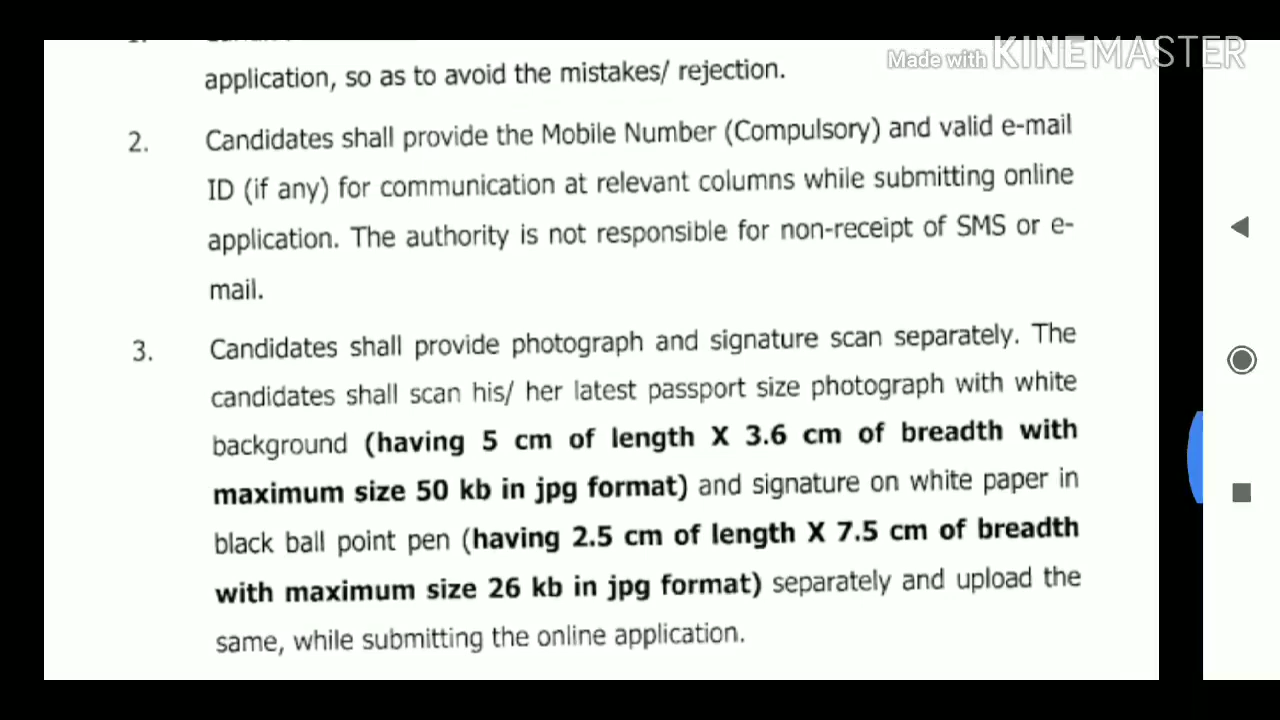 1.
application, so as to avoid the mistakes/ rejection.
Made with KINEMASTER
2. Candidates shall provide the Mobile Number (Compulsory) and valid e-mail
ID (if any) for communication at relevant columns while submitting online
application. The authority is not responsible for non-receipt of SMS or e-
mail.
3. Candidates shall provide photograph and signature scan separately. The
candidates shall scan his/ her latest passport size photograph with white
background (having 5 cm of length X 3.6 cm of breadth with
maximum size 50 kb in jpg format) and signature on white paper in
black ball point pen (having 2.5 cm of length X 7.5 cm of breadth
with maximum size 26 kb in jpg format) separately and upload the
same, while submitting the online application.